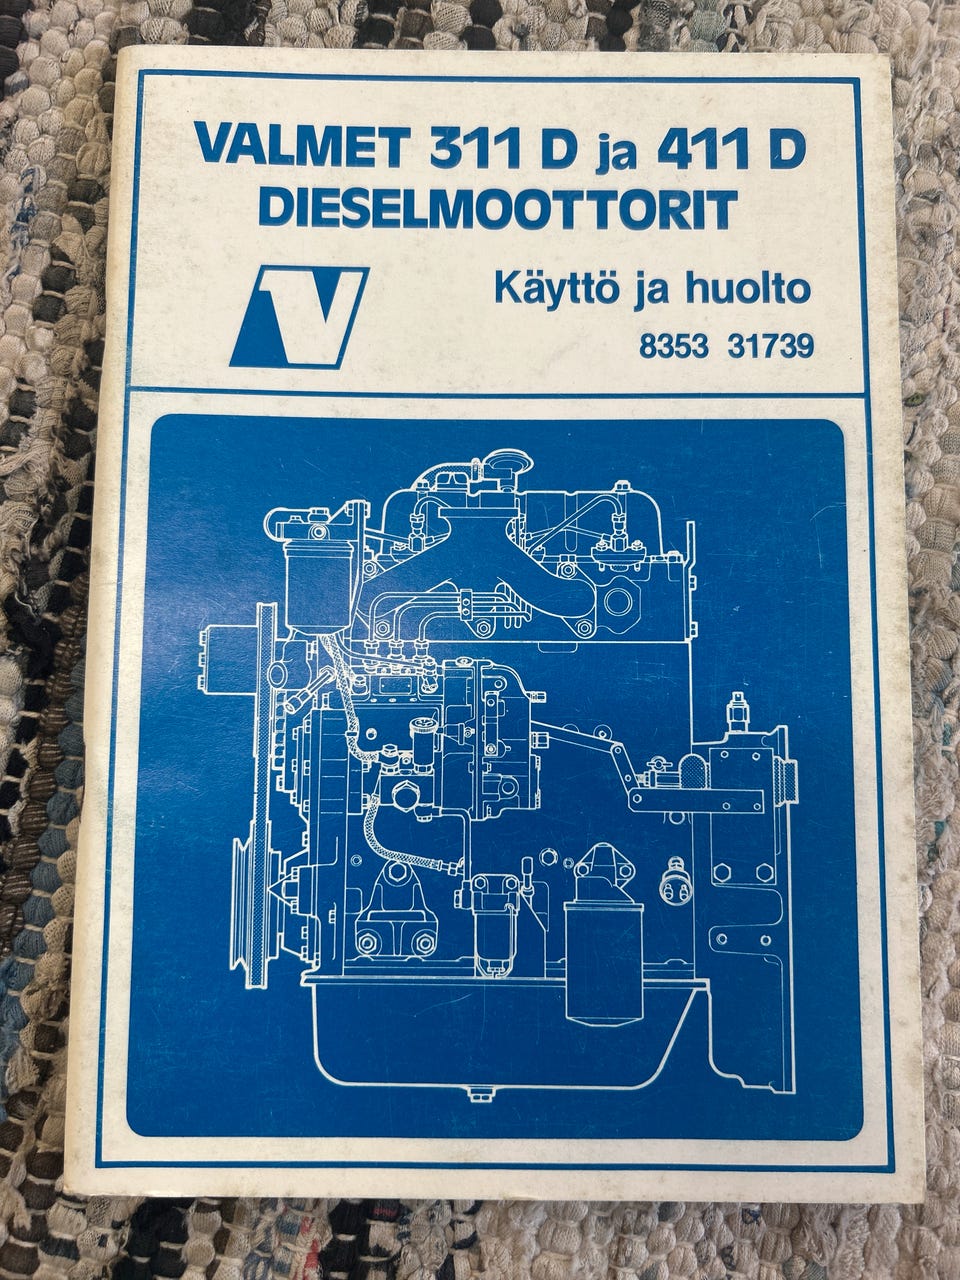 VALMET 311 D ja 411 D
DIESELMOOTTORIT
Käyttö ja huolto
8353 31739